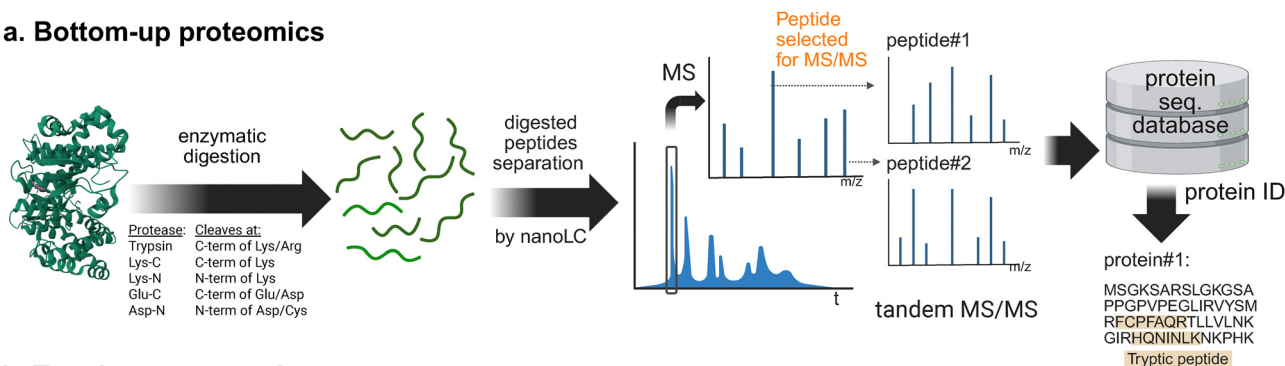 a. Bottom-up proteomics
enzymatic
digestion
Protease: Cleaves at:
Trypsin C-term of Lys/Arg
Lys-C C-term of Lys
Lys-N N-term of Lys
Glu-C C-term of Glu/Asp
Asp-N N-term of Asp/Cys
digested
peptides
separation
by nanoLC
MS
t
Peptide
selected
for MS/MS
m/z
peptide#1
m/z
peptide#2
m/z
tandem MS/MS
protein
seq.
database
protein ID
protein#1:
MSGKSARSLGKGSA
PPGPVPEGLIRVYSM
RFCPFAQRTLLVLNK
GIRHQNINLKNKPHK
Tryptic peptide